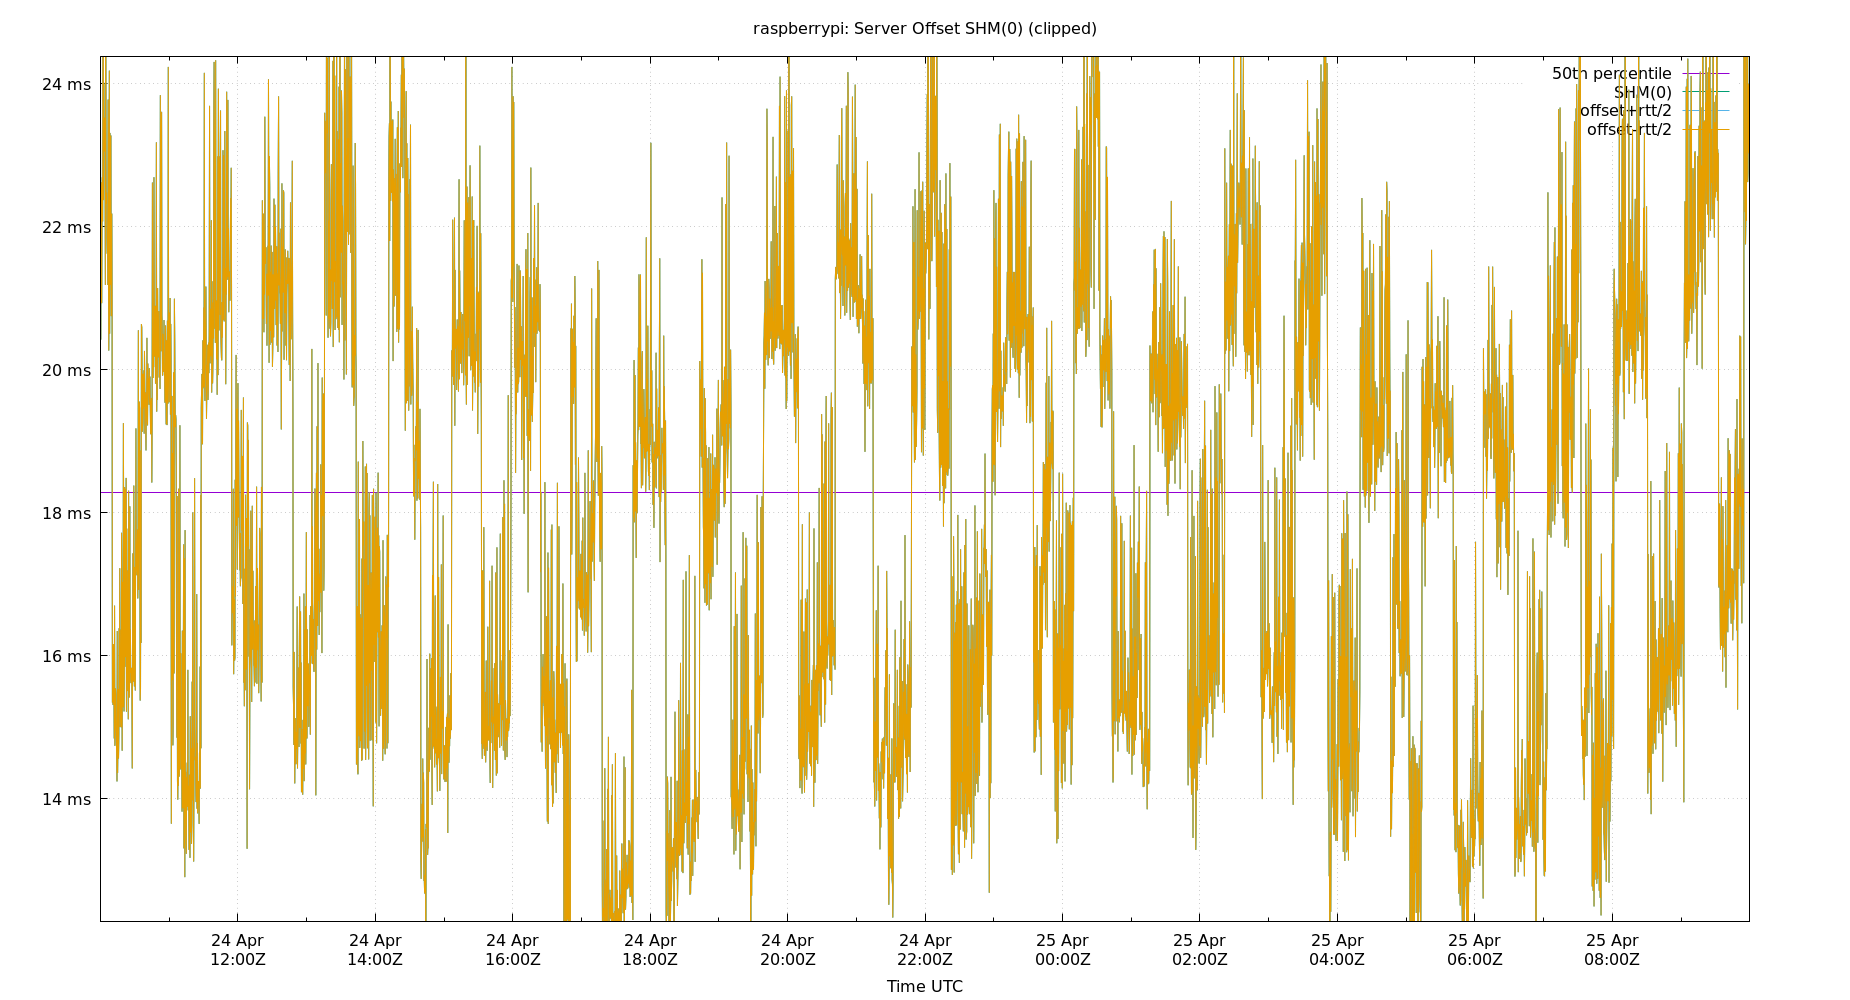 raspberrypi: Server Offset SHM(0) (clipped)
50th percentile
SHM(0)
offset+rtt/2
offset-rtt/2
24 ms
22 ms
20 ms
18 ms
16 ms
14 ms
24 Apr 24 Apr 24 Apr 24 Apr 24 Apr 24 Apr 25 Apr 25 Apr 25 Apr 25 Apr 25 Apr
12:00Z 14:00Z 16:00Z 18:00Z 20:00Z 22:00Z 00:00Z 02:00Z 04:00Z 06:00Z 08:00Z
Time UTC